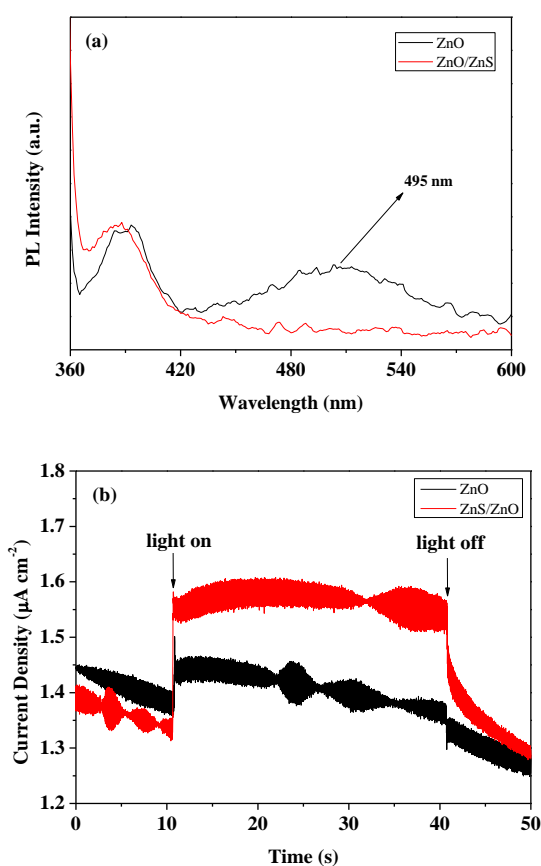 (a)
ZnO
ZnO/ZnS
495 nm
PL Intensity (a.u.)
360 420 480 540 600
Wavelength (nm)
(b)
ZnO
ZnS/ZnO
light on
light off
1.8
1.7
1.6
1.5
1.4
1.3
1.2
Current Density (μA cm⁻²)
0 10 20 30 40 50
Time (s)